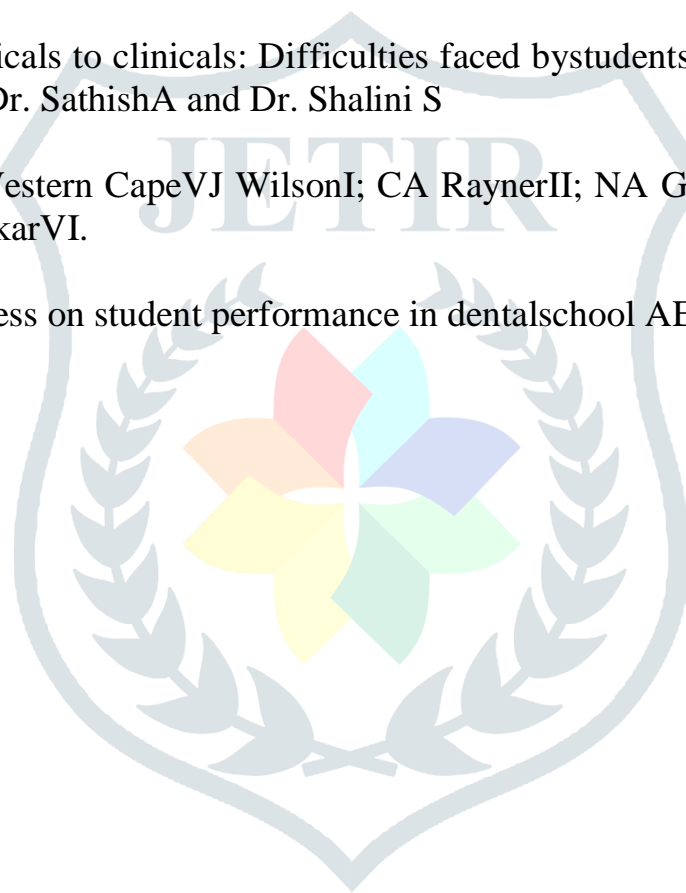 icals to clinicals: Difficulties faced bystudents
Dr. SathishA and Dr. Shalini S
JETIR
Western CapeVJ WilsonI; CA RaynerII; NA G
karVI.
ess on student performance in dentalschool AE